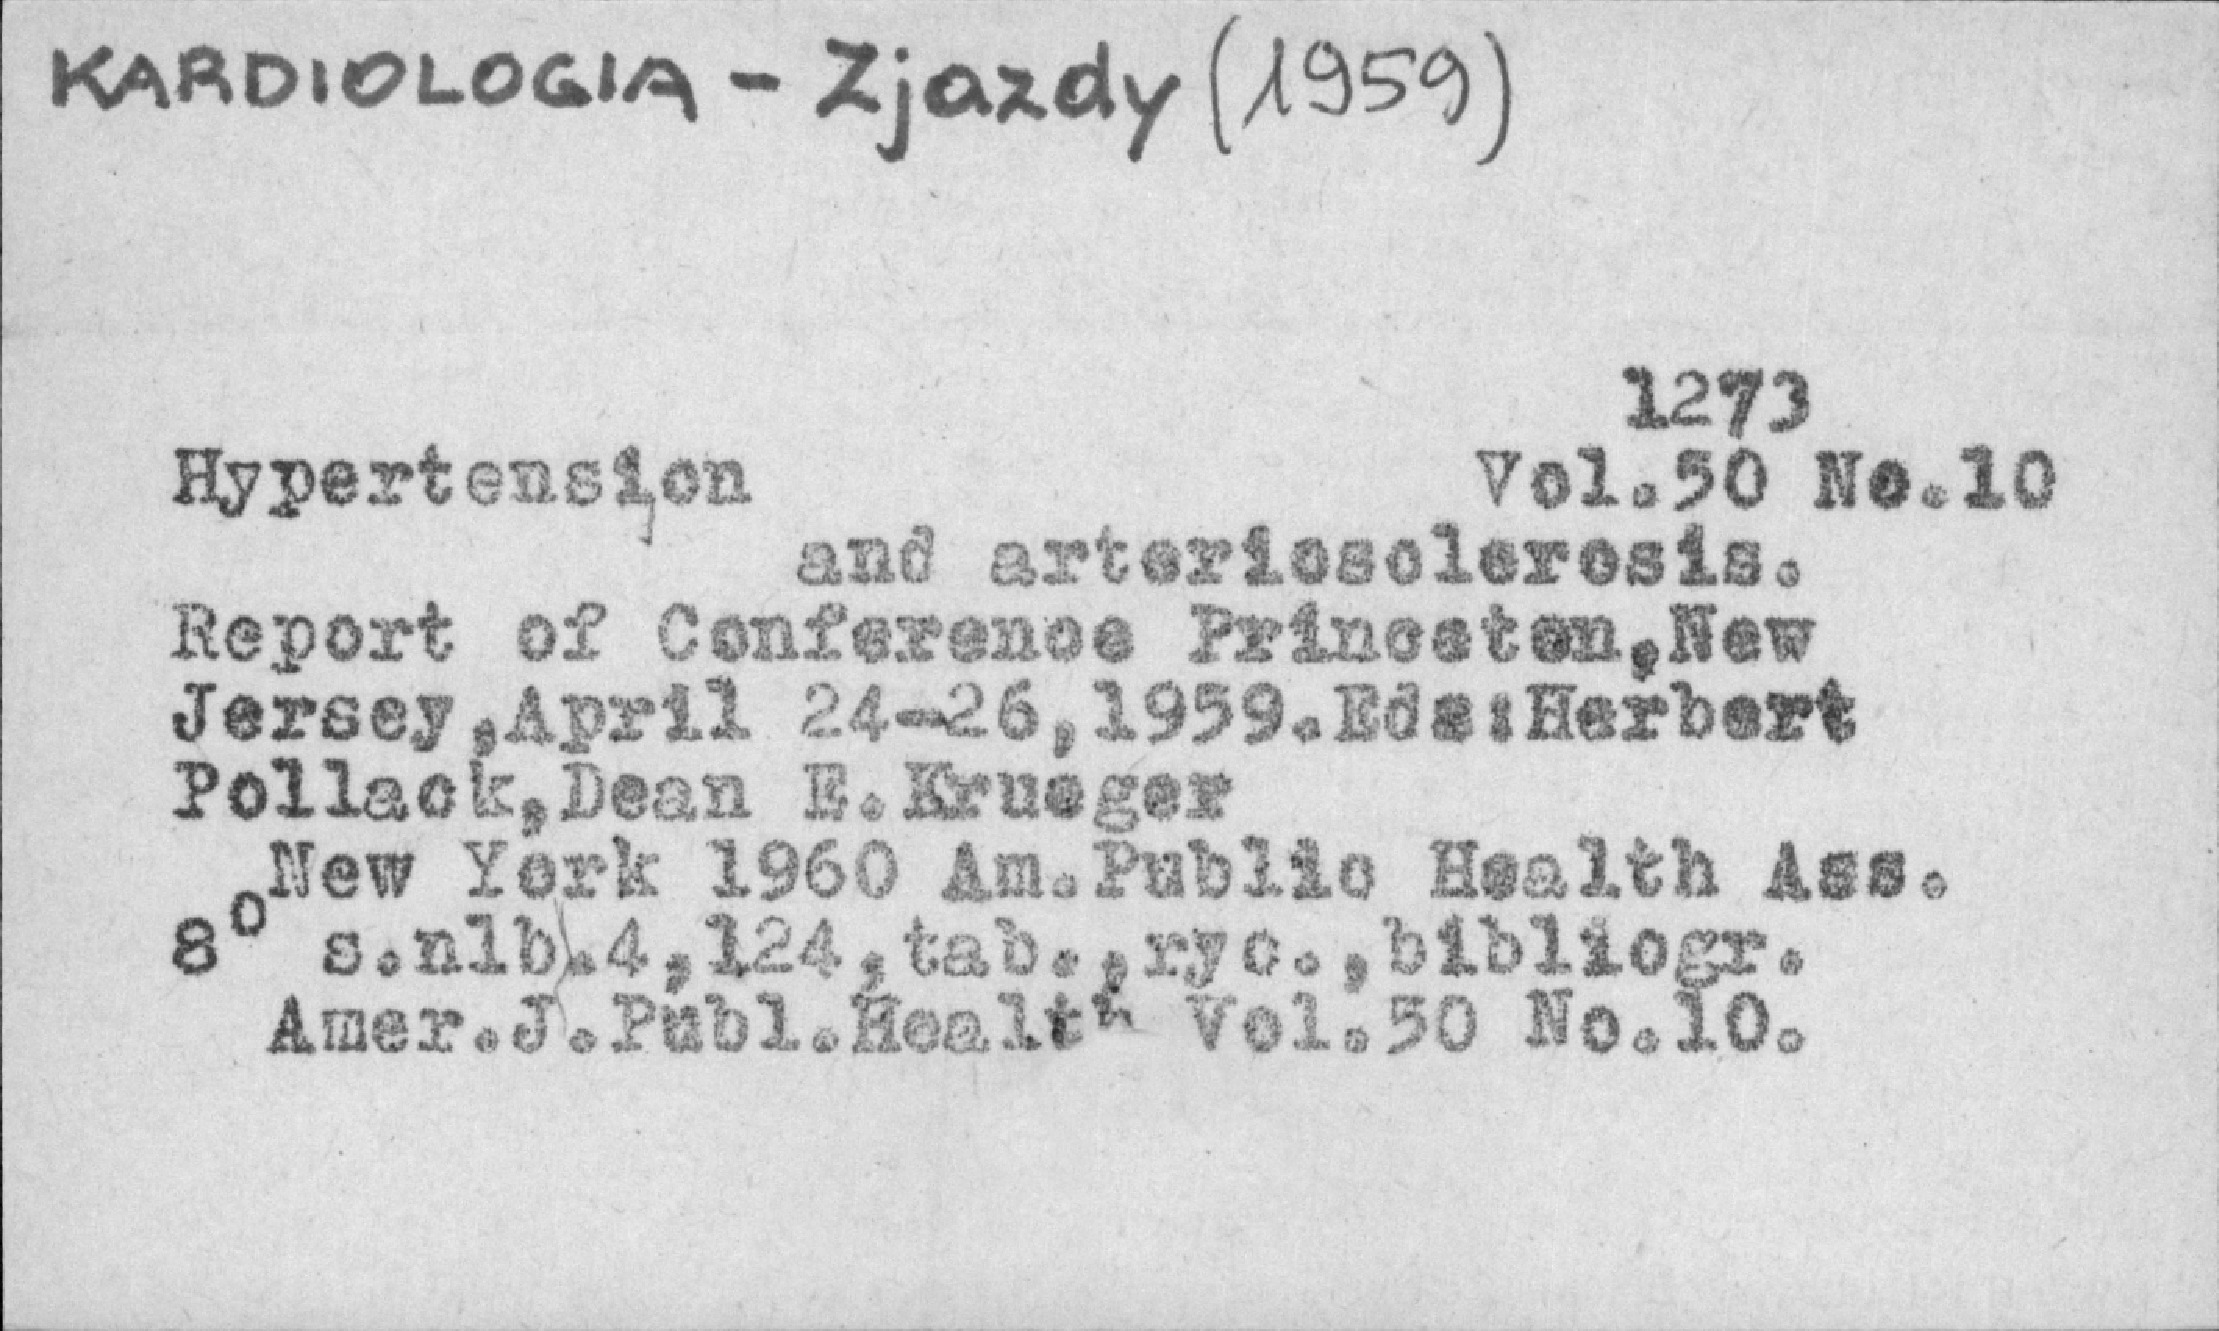 KARDIOLOGIA - Zjazdy (1959)
1273
Hypertension Vol.50 No.10
and arteriosclerosis.
Report of Conference Princeton,New
Jersey,April 24-26,1959.Eds:Herbert
Pollack,Dean E.Krueger
New York 1960 Am.Public Health Ass.
8° s.nlb.4,124,tab.,ryc.,bibliogr.
Amer.J.Publ.Health Vol.50 No.10.